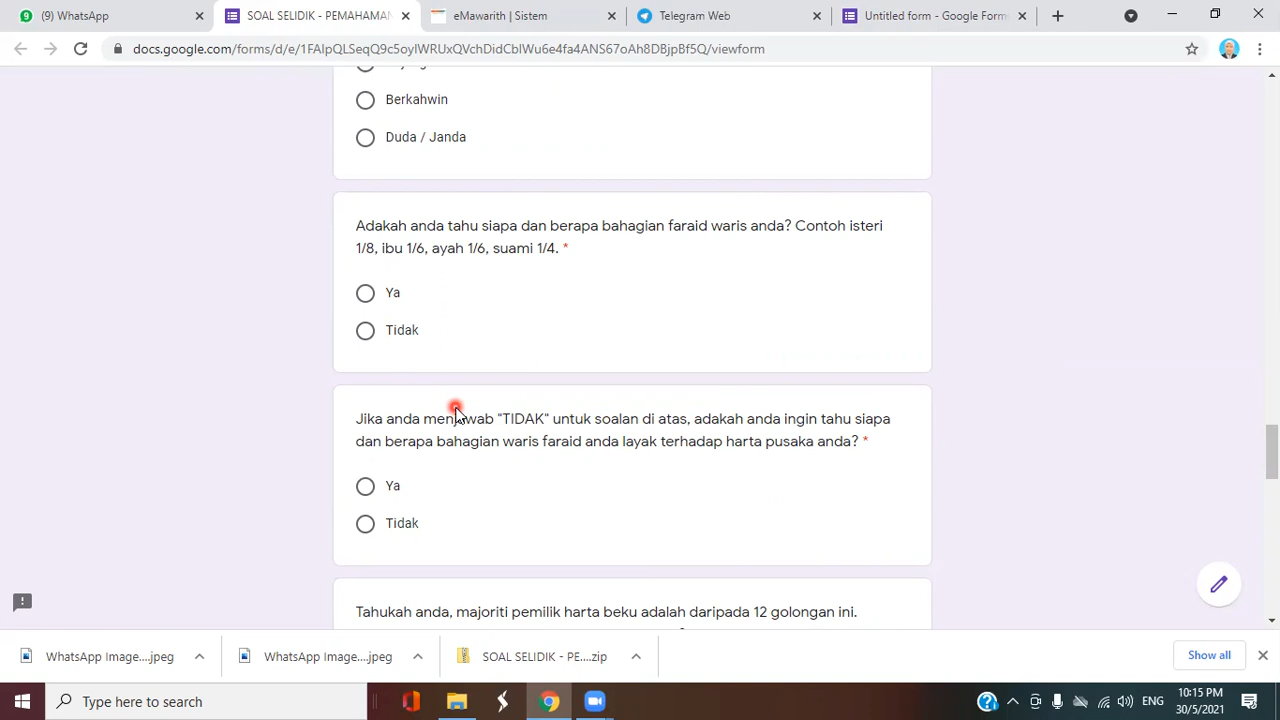 (9) WhatsApp
SOAL SELIDIK - PEMAHAMAN
eMawarith | Sistem
Telegram Web
Untitled form - Google Form
docs.google.com/forms/d/e/1FAIpQLSeqQ9c5oyIWRUxQVchDidCbIWu6e4fa4ANS67oAh8DBjpBf5Q/viewform
Berkahwin
Duda / Janda
Adakah anda tahu siapa dan berapa bahagian faraid waris anda? Contoh isteri
1/8, ibu 1/6, ayah 1/6, suami 1/4. *
Ya
Tidak
Jika anda menjawab "TIDAK" untuk soalan di atas, adakah anda ingin tahu siapa
dan berapa bahagian waris faraid anda layak terhadap harta pusaka anda? *
Ya
Tidak
Tahukah anda, majoriti pemilik harta beku adalah daripada 12 golongan ini.
WhatsApp Image....jpeg
WhatsApp Image....jpeg
SOAL SELIDIK - PE....zip
Show all
Type here to search
ENG
10:15 PM
30/5/2021